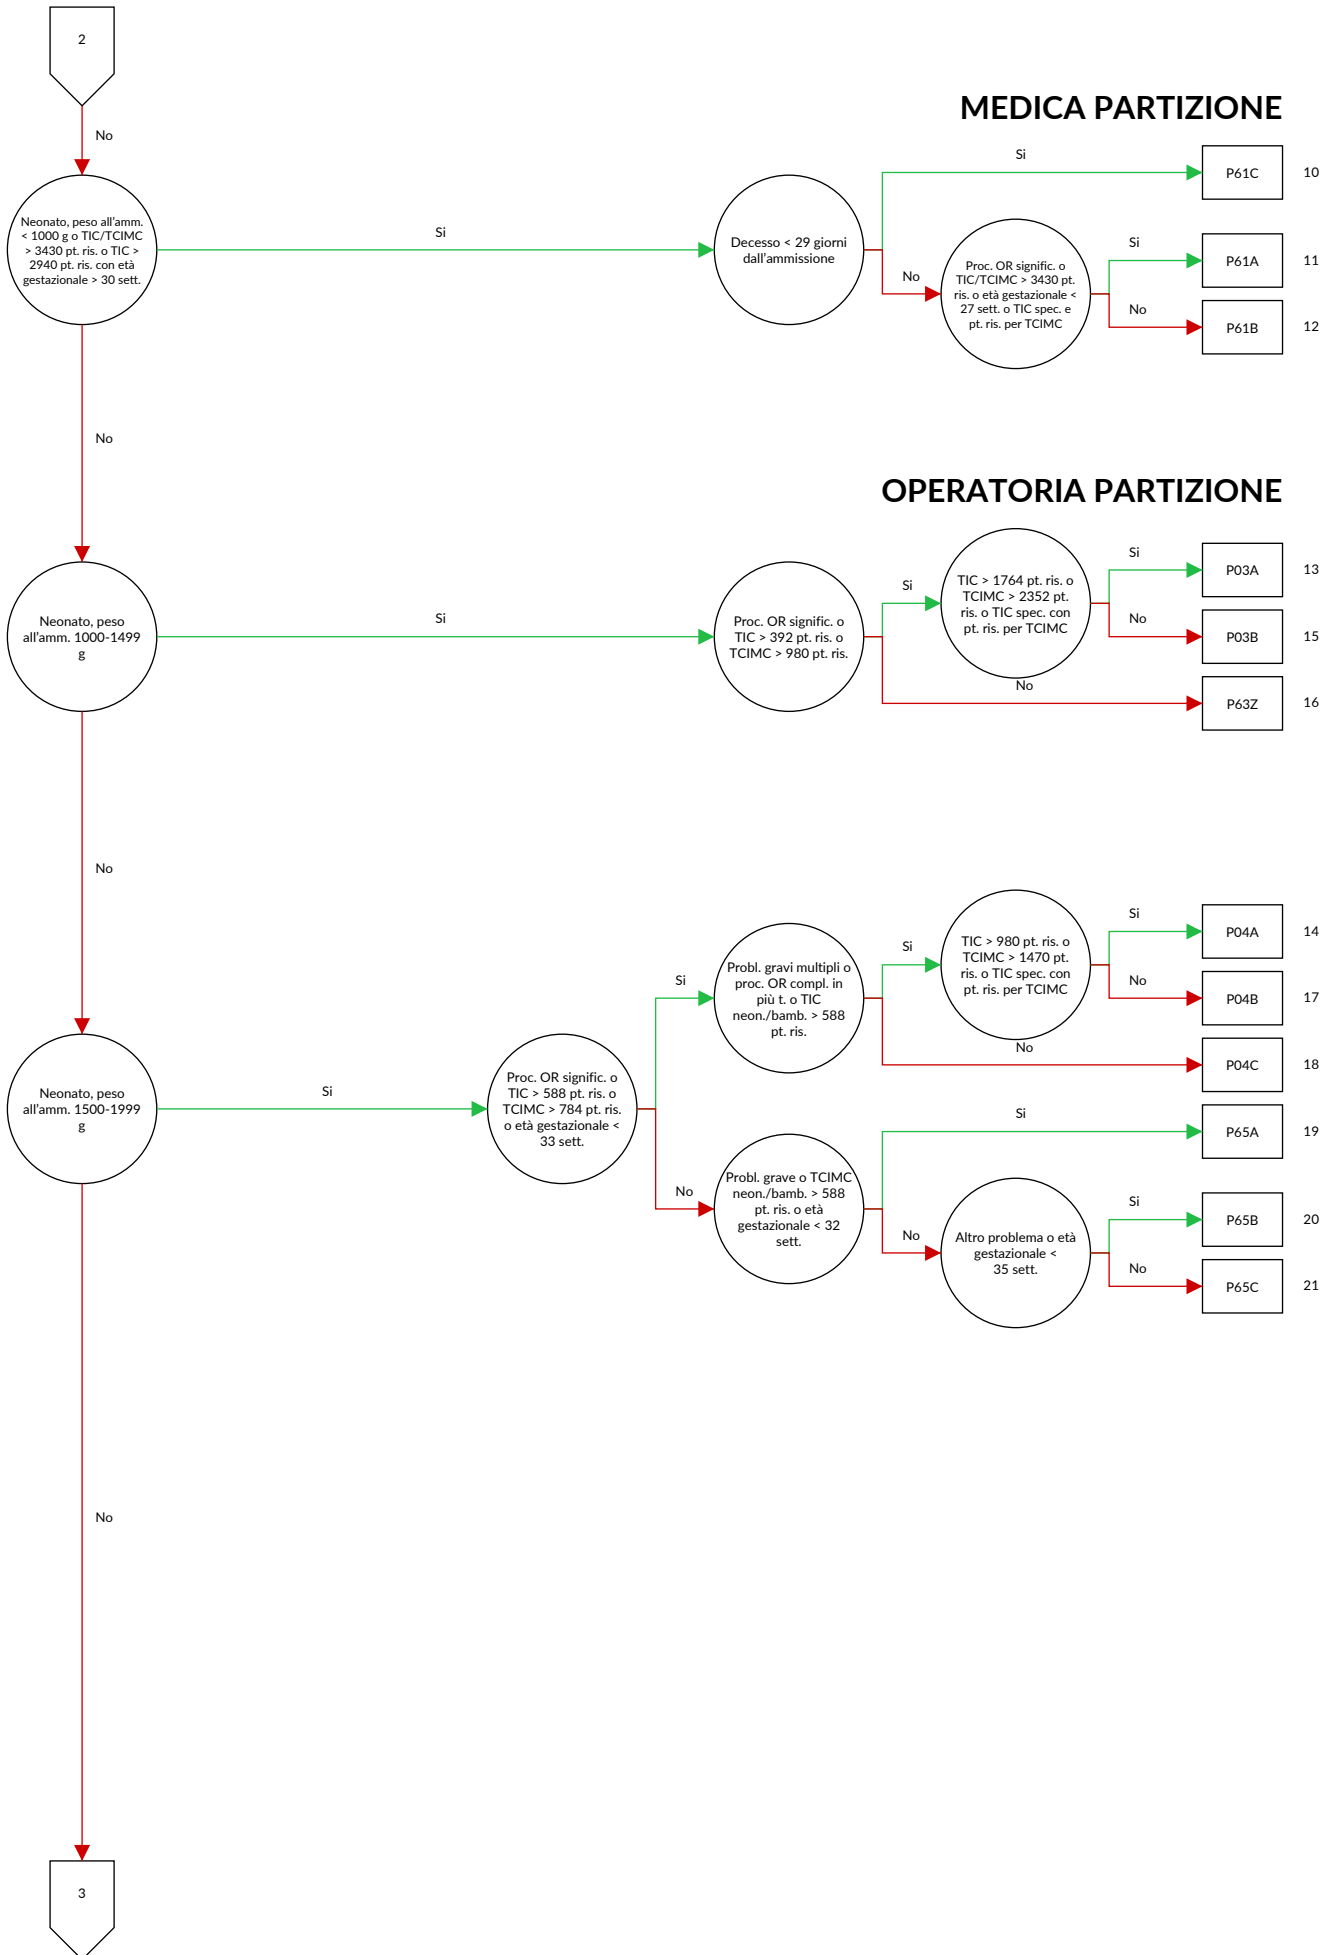 2
No
MEDICA PARTIZIONE
Neonato, peso all'amm.
< 1000 g o TIC/TCIMC
> 3430 pt. ris. o TIC >
2940 pt. ris. con età
gestazionale > 30 sett.
Si
Decesso < 29 giorni
dall'ammissione
Si
P61C
10
No
Proc. OR signific. o
TIC/TCIMC > 3430 pt.
ris. o età gestazionale <
27 sett. o TIC spec. e
pt. ris. per TCIMC
Si
P61A
11
No
P61B
12
No
OPERATORIA PARTIZIONE
Neonato, peso
all'amm. 1000-1499
g
Si
Proc. OR signific. o
TIC > 392 pt. ris. o
TCIMC > 980 pt. ris.
Si
TIC > 1764 pt. ris. o
TCIMC > 2352 pt.
ris. o TIC spec. con
pt. ris. per TCIMC
Si
P03A
13
No
P03B
15
No
P63Z
16
No
Neonato, peso
all'amm. 1500-1999
g
Si
Proc. OR signific. o
TIC > 588 pt. ris. o
TCIMC > 784 pt. ris.
o età gestazionale <
33 sett.
Si
Probl. gravi multipli o
proc. OR compl. in
più t. o TIC
neon./bamb. > 588
pt. ris.
Si
TIC > 980 pt. ris. o
TCIMC > 1470 pt.
ris. o TIC spec. con
pt. ris. per TCIMC
Si
P04A
14
No
P04B
17
No
P04C
18
No
Probl. grave o TCIMC
neon./bamb. > 588
pt. ris. o età
gestazionale < 32
sett.
Si
P65A
19
No
Altro problema o età
gestazionale <
35 sett.
Si
P65B
20
No
P65C
21
No
3